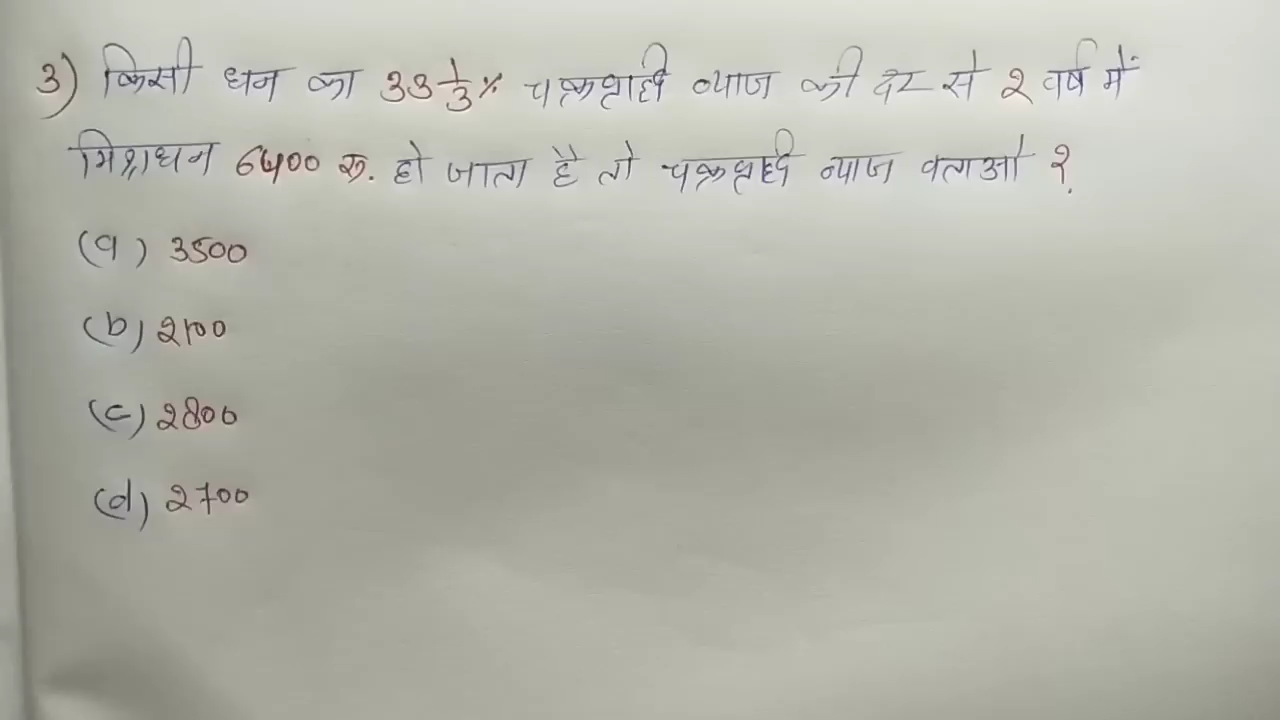 3) किसी धन का 33 1/3 % चक्रवृद्धि ब्याज की दर से 2 वर्ष में
मिश्रधन 6400 रु. हो जाता है तो चक्रवृद्धि ब्याज बताओ ?
(a) 3500
(b) 2100
(c) 2800
(d) 2700